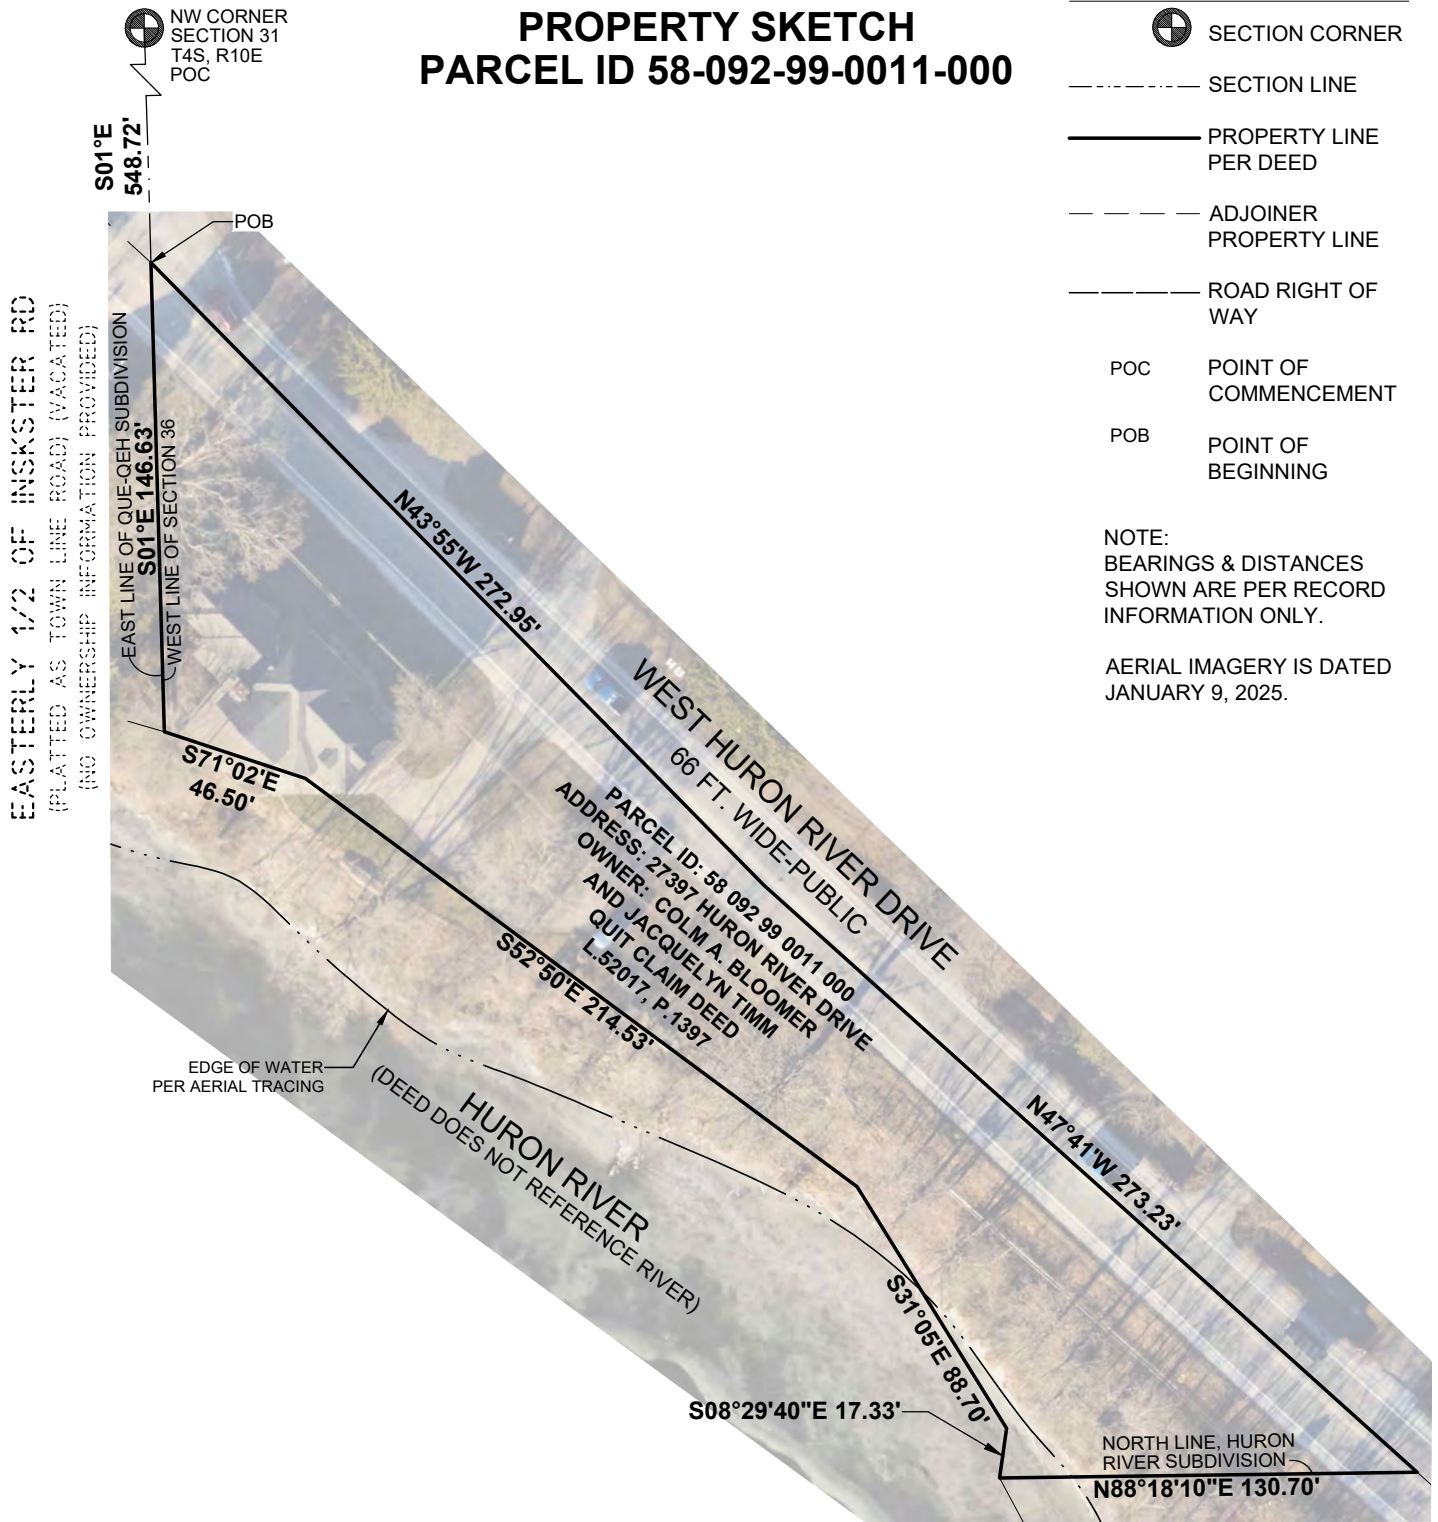 PROPERTY SKETCH
PARCEL ID 58-092-99-0011-000
NW CORNER
SECTION 31
T4S, R10E
POC
S01°E
548.72'
POB
SECTION CORNER
SECTION LINE
PROPERTY LINE
PER DEED
ADJOINER
PROPERTY LINE
ROAD RIGHT OF
WAY
POC
POINT OF
COMMENCEMENT
POB
POINT OF
BEGINNING
NOTE:
BEARINGS & DISTANCES
SHOWN ARE PER RECORD
INFORMATION ONLY.
AERIAL IMAGERY IS DATED
JANUARY 9, 2025.
EASTERLY 1/2 OF INSKSTER RD
(PLATTED AS TOWN LINE ROAD) (VACATED)
(NO OWNERSHIP INFORMATION PROVIDED)
EAST LINE OF QUE-QEH SUBDIVISION
S01°E 146.63'
WEST LINE OF SECTION 36
N43°55'W 272.95'
S71°02'E
46.50'
WEST HURON RIVER DRIVE
66 FT. WIDE-PUBLIC
PARCEL ID: 58 092 99 0011 000
ADDRESS: 27397 HURON RIVER DRIVE
OWNER: COLM A. BLOOMER
AND JACQUELYN TIMM
QUIT CLAIM DEED
L.52017, P.1397
S52°50'E 214.53'
EDGE OF WATER
PER AERIAL TRACING
HURON RIVER
(DEED DOES NOT REFERENCE RIVER)
N47°41'W 273.23'
S31°05'E 88.70'
S08°29'40"E 17.33'
NORTH LINE, HURON
RIVER SUBDIVISION
N88°18'10"E 130.70'